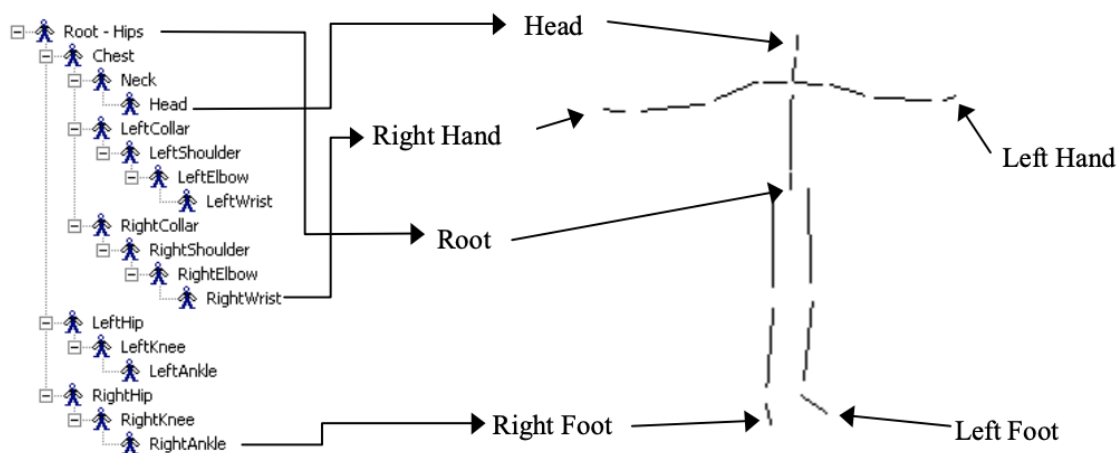 Root - Hips
Chest
Neck
Head
LeftCollar
LeftShoulder
LeftElbow
LeftWrist
RightCollar
RightShoulder
RightElbow
RightWrist
LeftHip
LeftKnee
LeftAnkle
RightHip
RightKnee
RightAnkle
Head
Right Hand
Left Hand
Root
Right Foot
Left Foot